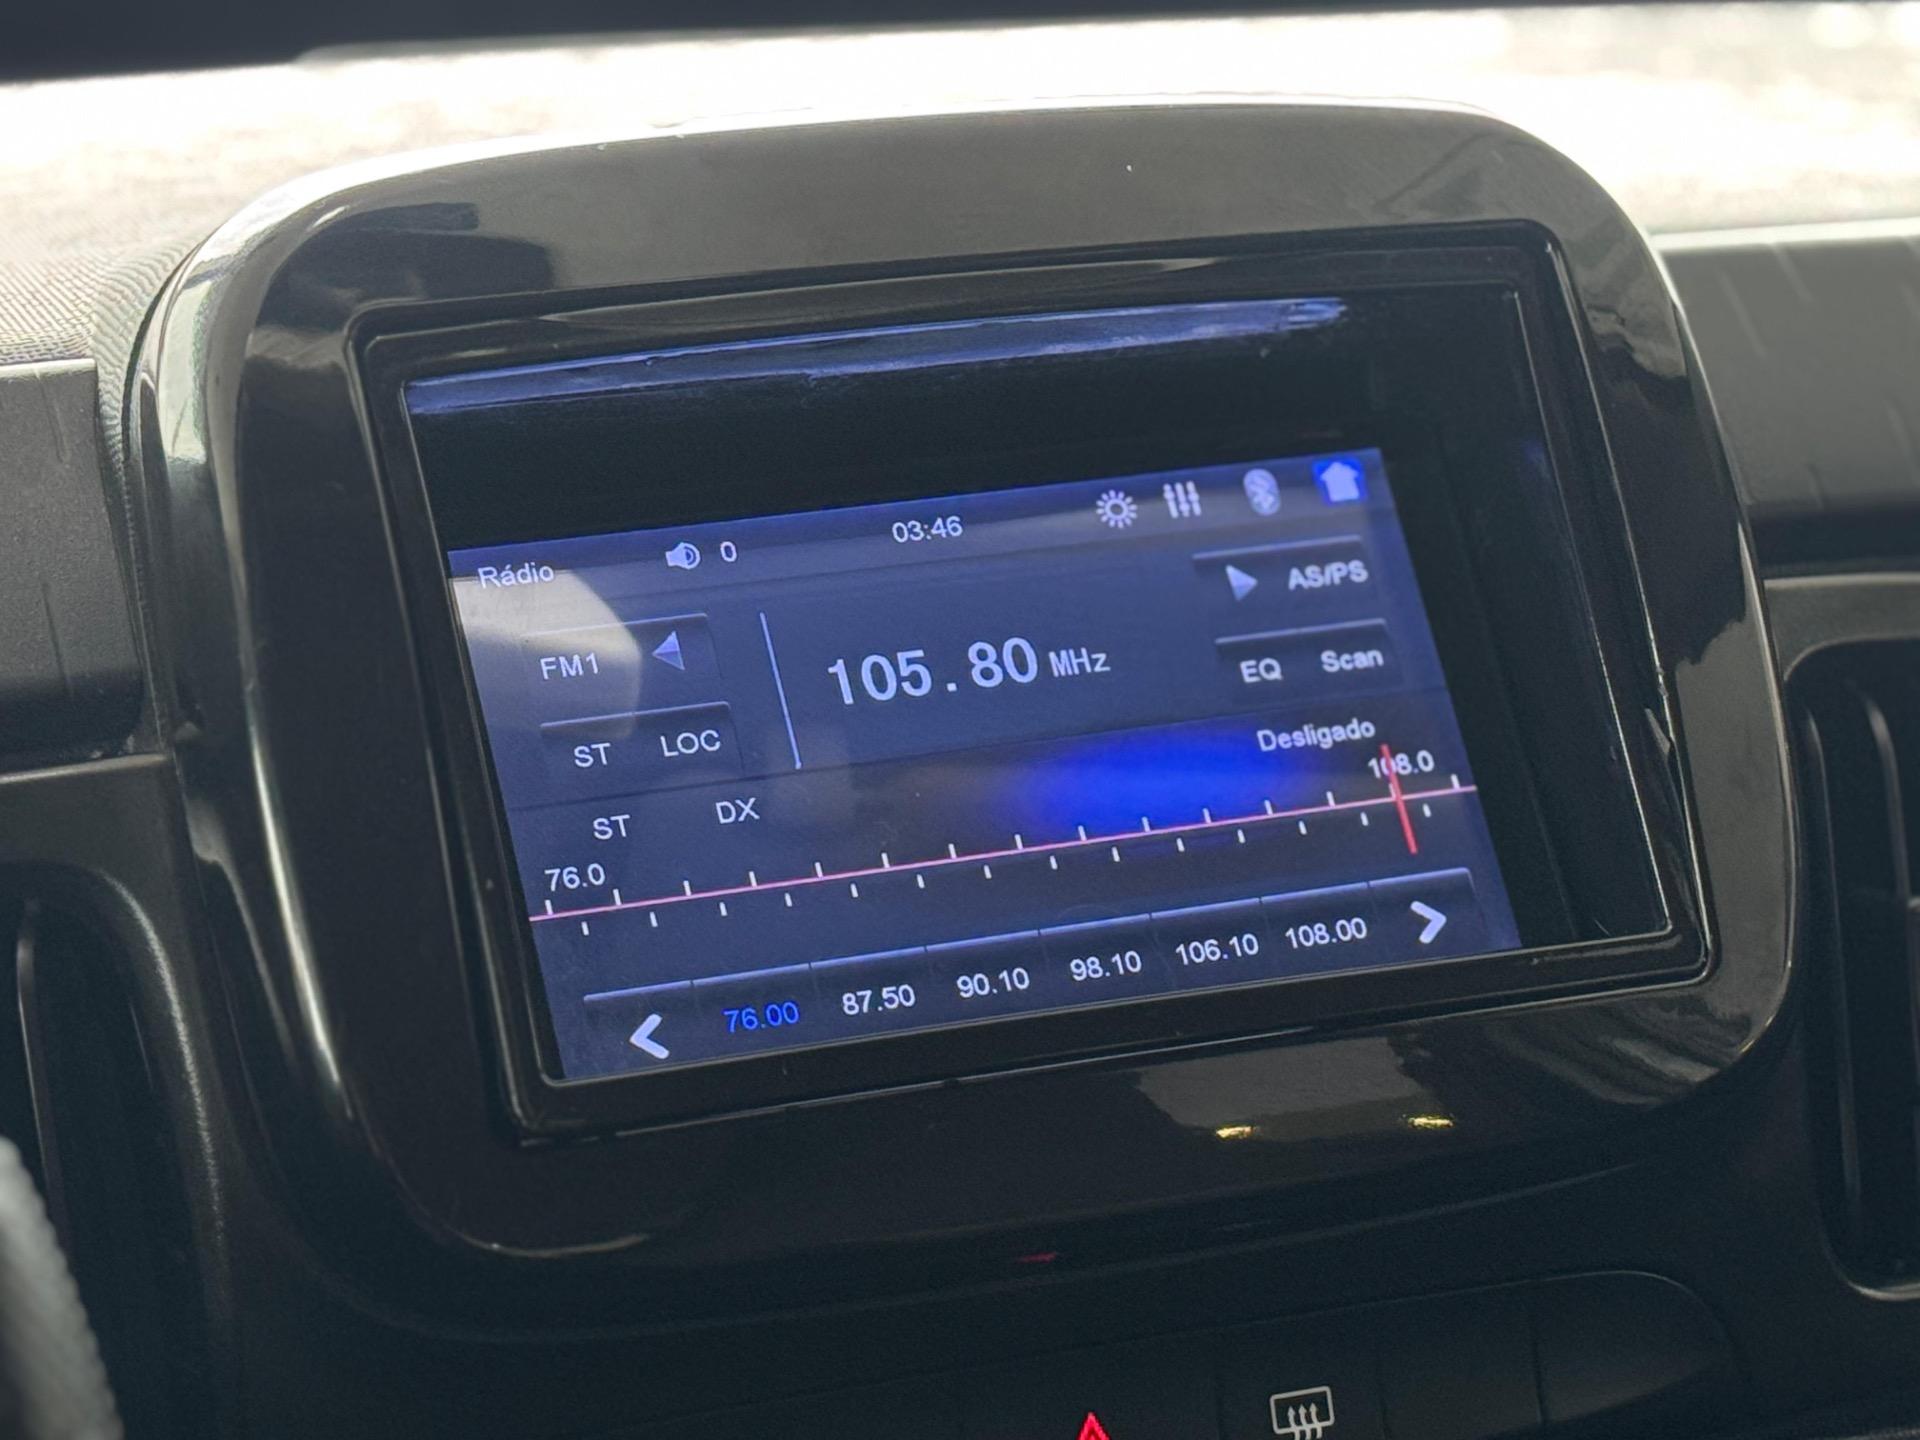 Rádio 0 03:46
FM1
105.80 MHz
AS/PS
ST LOC
EQ Scan
Desligado
ST DX
76.0
108.0
76.00 87.50 90.10 98.10 106.10 108.00